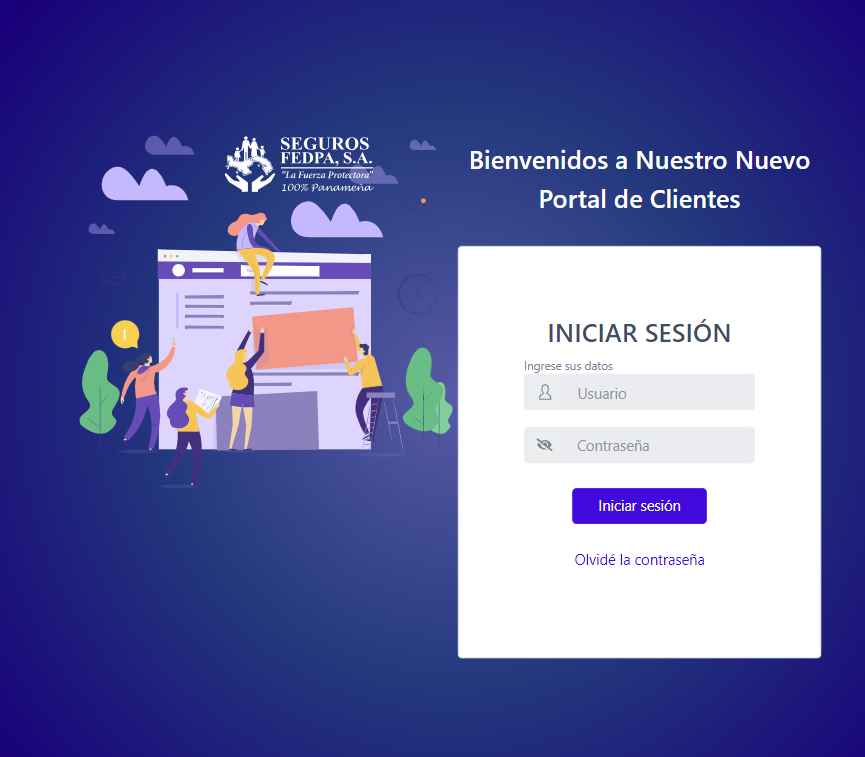 SEGUROS
FEDPA, S.A.
"La Fuerza Protectora"
100% Panameña
Bienvenidos a Nuestro Nuevo
Portal de Clientes
INICIAR SESIÓN
Ingrese sus datos
Usuario
Contraseña
Iniciar sesión
Olvidé la contraseña